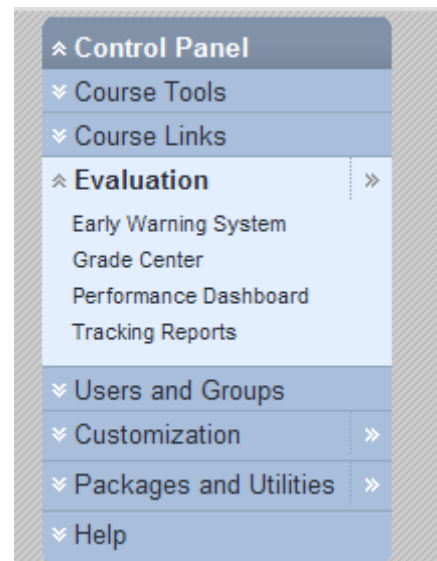 Control Panel
Course Tools
Course Links
Evaluation
Early Warning System
Grade Center
Performance Dashboard
Tracking Reports
Users and Groups
Customization
Packages and Utilities
Help